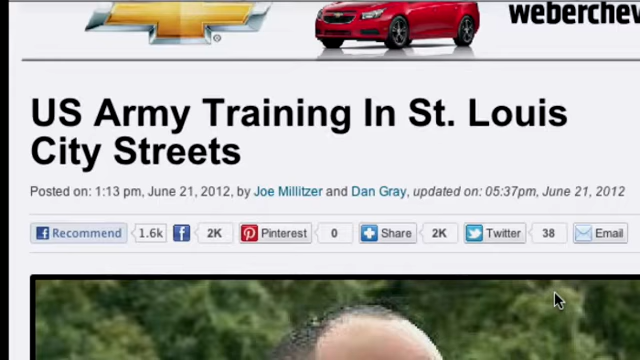 weberchev
US Army Training In St. Louis
City Streets
Posted on: 1:13 pm, June 21, 2012, by Joe Millitzer and Dan Gray, updated on: 05:37pm, June 21, 2012
Recommend 1.6k 2K Pinterest 0 Share 2K Twitter 38 Email